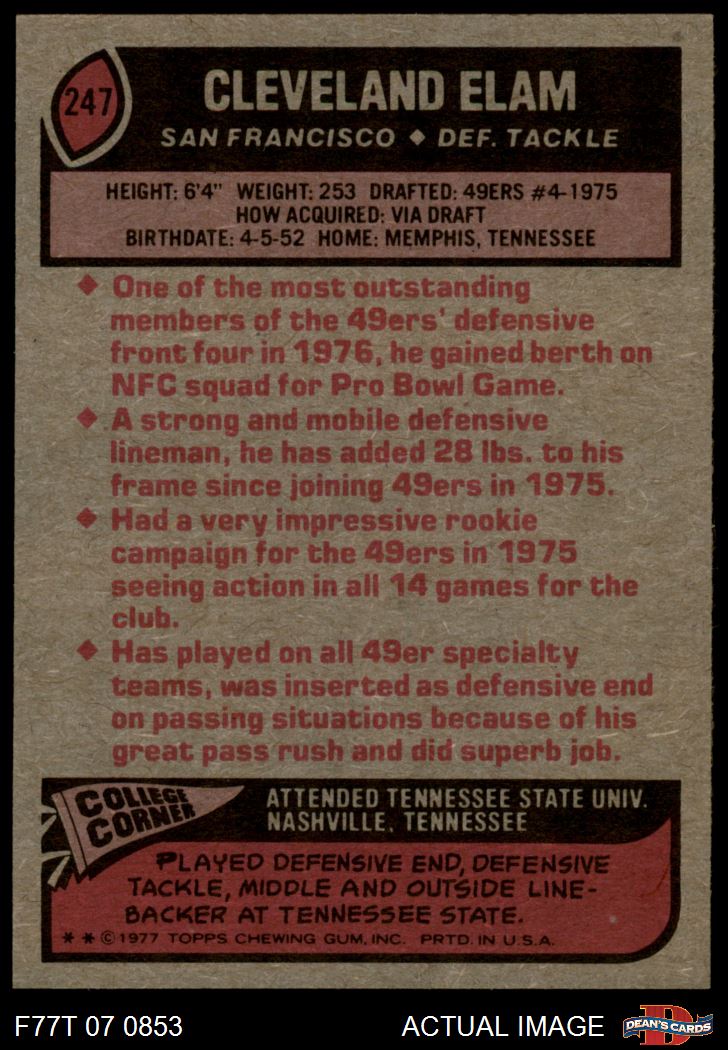 247
CLEVELAND ELAM
SAN FRANCISCO ◆ DEF. TACKLE
HEIGHT: 6'4" WEIGHT: 253 DRAFTED: 49ERS #4-1975
HOW ACQUIRED: VIA DRAFT
BIRTHDATE: 4-5-52 HOME: MEMPHIS, TENNESSEE
◆ One of the most outstanding
members of the 49ers' defensive
front four in 1976, he gained berth on
NFC squad for Pro Bowl Game.
◆ A strong and mobile defensive
lineman, he has added 28 lbs. to his
frame since joining 49ers in 1975.
◆ Had a very impressive rookie
campaign for the 49ers in 1975
seeing action in all 14 games for the
club.
◆ Has played on all 49er specialty
teams, was inserted as defensive end
on passing situations because of his
great pass rush and did superb job.
COLLEGE
CORNER
ATTENDED TENNESSEE STATE UNIV.
NASHVILLE, TENNESSEE
PLAYED DEFENSIVE END, DEFENSIVE
TACKLE, MIDDLE AND OUTSIDE LINE-
BACKER AT TENNESSEE STATE.
* * © 1977 TOPPS CHEWING GUM, INC. PRTD. IN U.S.A.
F77T 07 0853
ACTUAL IMAGE
D
DEAN'S CARDS